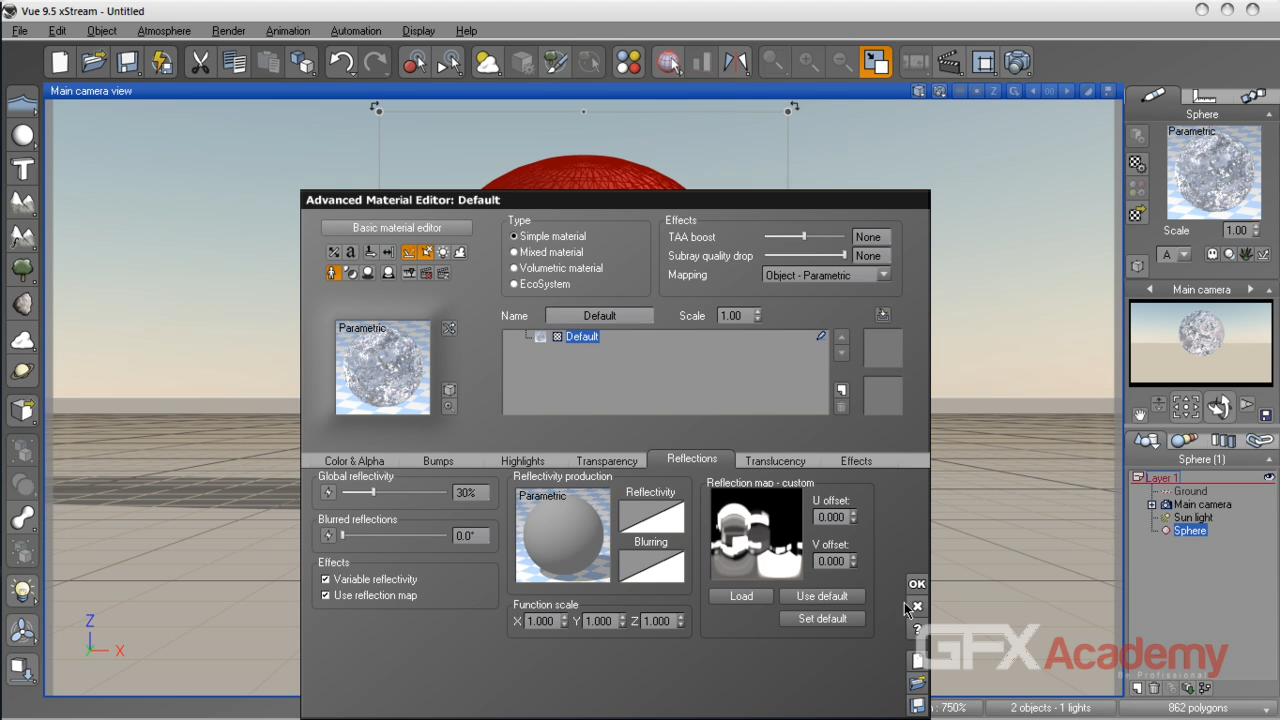 Vue 9.5 xStream - Untitled
File Edit Object Atmosphere Render Animation Automation Display Help
Main camera view
Sphere
Parametric
Scale 1.00
A
Main camera
Sphere (1)
Layer 1
Ground
Main camera
Sun light
Sphere
Advanced Material Editor: Default
Basic material editor
Type
Simple material
Mixed material
Volumetric material
EcoSystem
Effects
TAA boost None
Subray quality drop None
Mapping Object - Parametric
Name Default Scale 1.00
Parametric
Default
Color & Alpha Bumps Highlights Transparency Reflections Translucency Effects
Global reflectivity
30%
Blurred reflections
0.0°
Effects
Variable reflectivity
Use reflection map
Reflectivity production
Parametric
Reflectivity
Blurring
Function scale
X 1.000 Y 1.000 Z 1.000
Reflection map - custom
U offset:
0.000
V offset:
0.000
Load Use default
Set default
OK
?
GFX Academy
Be Professional
Z
Y X
: 750% 2 objects - 1 lights 862 polygons